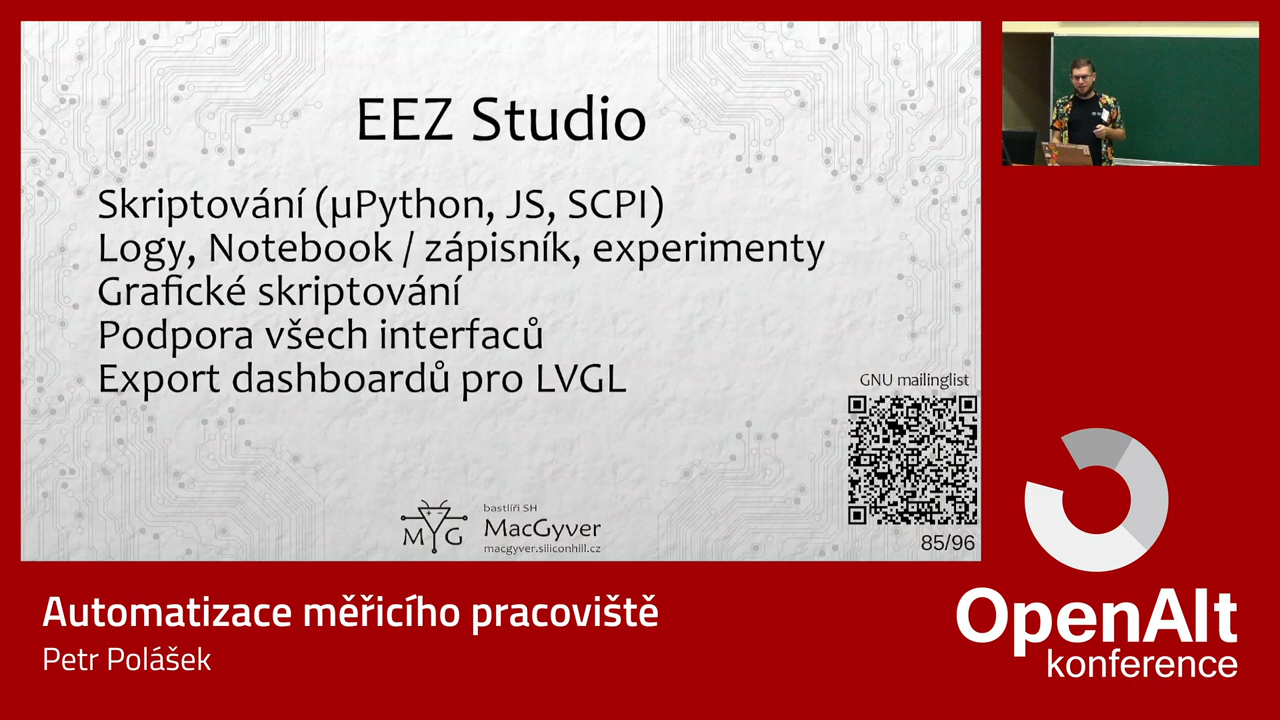 EEZ Studio
Skriptování (µPython, JS, SCPI)
Logy, Notebook / zápisník, experimenty
Grafické skriptování
Podpora všech interfaců
Export dashboardů pro LVGL
GNU mailinglist
MYG
bastlíři SH
MacGyver
macgyver.siliconhill.cz
85/96
Automatizace měřicího pracoviště
Petr Polášek
OpenAlt
konference